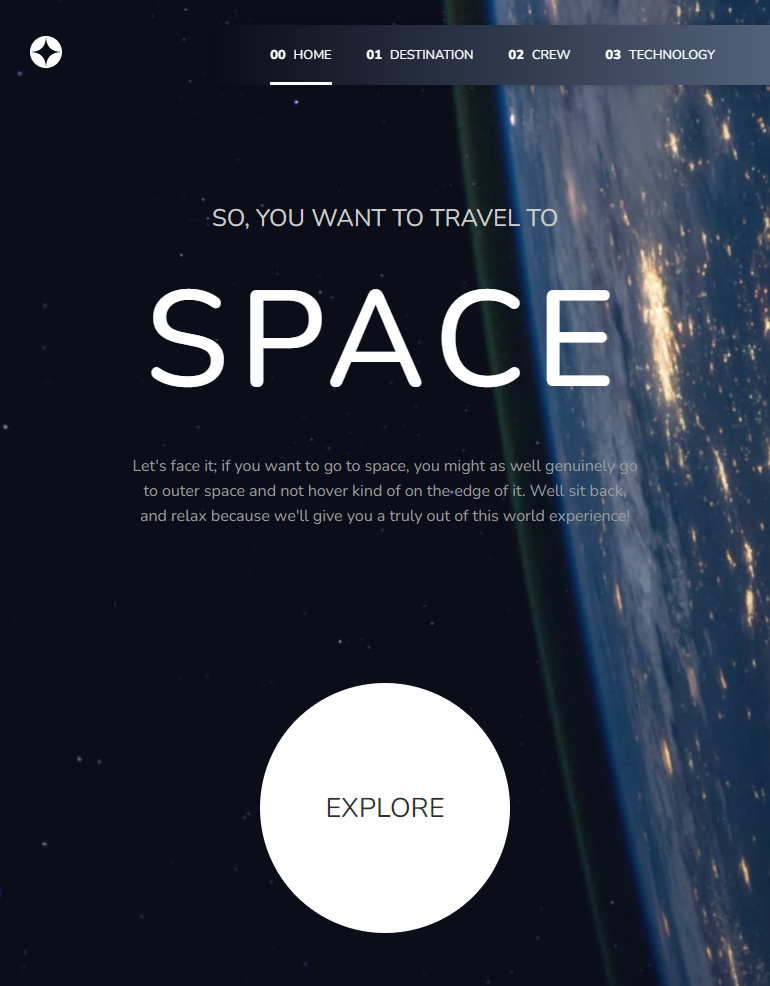 00 HOME 01 DESTINATION 02 CREW 03 TECHNOLOGY
SO, YOU WANT TO TRAVEL TO
SPACE
Let's face it; if you want to go to space, you might as well genuinely go
to outer space and not hover kind of on the edge of it. Well sit back,
and relax because we'll give you a truly out of this world experience!
EXPLORE